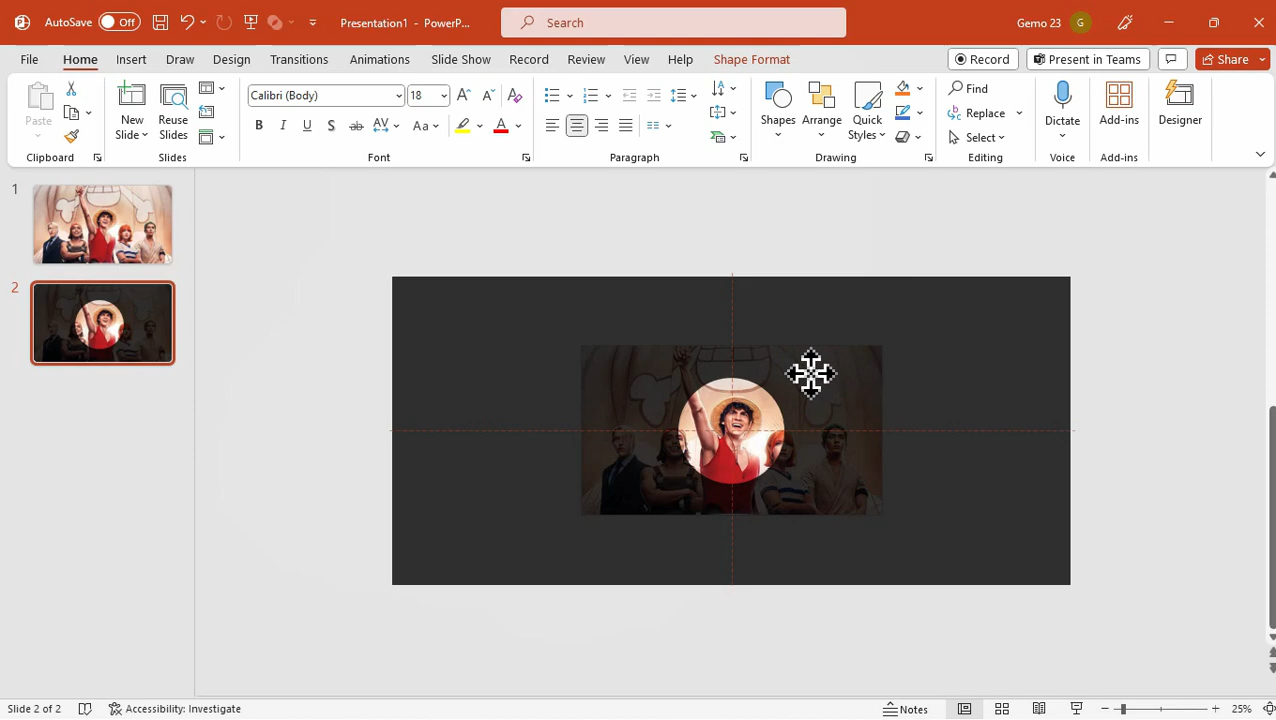 AutoSave Off Presentation1 - PowerP... Search Gemo 23 G
File Home Insert Draw Design Transitions Animations Slide Show Record Review View Help Shape Format Record Present in Teams Share
Paste New Slide Reuse Slides Calibri (Body) 18 Shapes Arrange Quick Styles Find Replace Select Dictate Add-ins Designer
B I U S ab AV Aa A
Clipboard Slides Font Paragraph Drawing Editing Voice Add-ins
1
2
Slide 2 of 2 Accessibility: Investigate Notes 25%